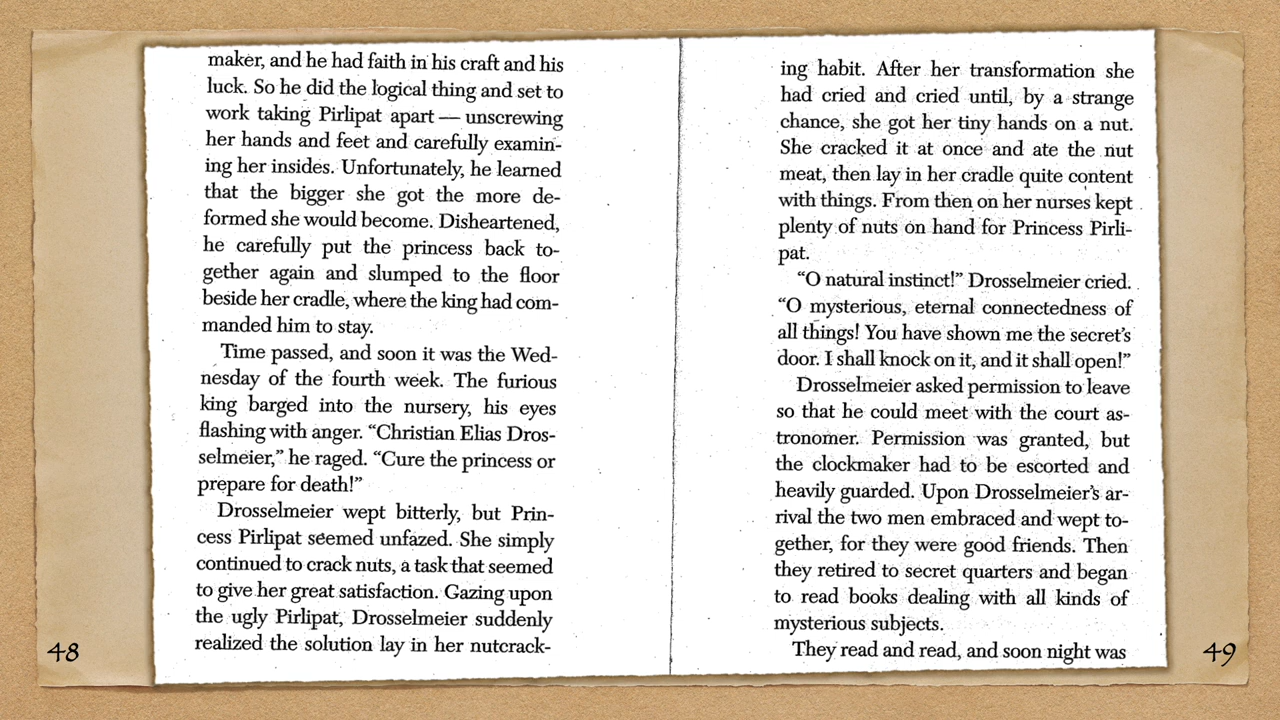 maker, and he had faith in his craft and his
luck. So he did the logical thing and set to
work taking Pirlipat apart — unscrewing
her hands and feet and carefully examin-
ing her insides. Unfortunately, he learned
that the bigger she got the more de-
formed she would become. Disheartened,
he carefully put the princess back to-
gether again and slumped to the floor
beside her cradle, where the king had com-
manded him to stay.
Time passed, and soon it was the Wed-
nesday of the fourth week. The furious
king barged into the nursery, his eyes
flashing with anger. “Christian Elias Dros-
selmeier,” he raged. “Cure the princess or
prepare for death!”
Drosselmeier wept bitterly, but Prin-
cess Pirlipat seemed unfazed. She simply
continued to crack nuts, a task that seemed
to give her great satisfaction. Gazing upon
the ugly Pirlipat, Drosselmeier suddenly
realized the solution lay in her nutcrack-
48
ing habit. After her transformation she
had cried and cried until, by a strange
chance, she got her tiny hands on a nut.
She cracked it at once and ate the nut
meat, then lay in her cradle quite content
with things. From then on her nurses kept
plenty of nuts on hand for Princess Pirli-
pat.
“O natural instinct!” Drosselmeier cried.
“O mysterious, eternal connectedness of
all things! You have shown me the secret’s
door. I shall knock on it, and it shall open!”
Drosselmeier asked permission to leave
so that he could meet with the court as-
tronomer. Permission was granted, but
the clockmaker had to be escorted and
heavily guarded. Upon Drosselmeier’s ar-
rival the two men embraced and wept to-
gether, for they were good friends. Then
they retired to secret quarters and began
to read books dealing with all kinds of
mysterious subjects.
They read and read, and soon night was
49